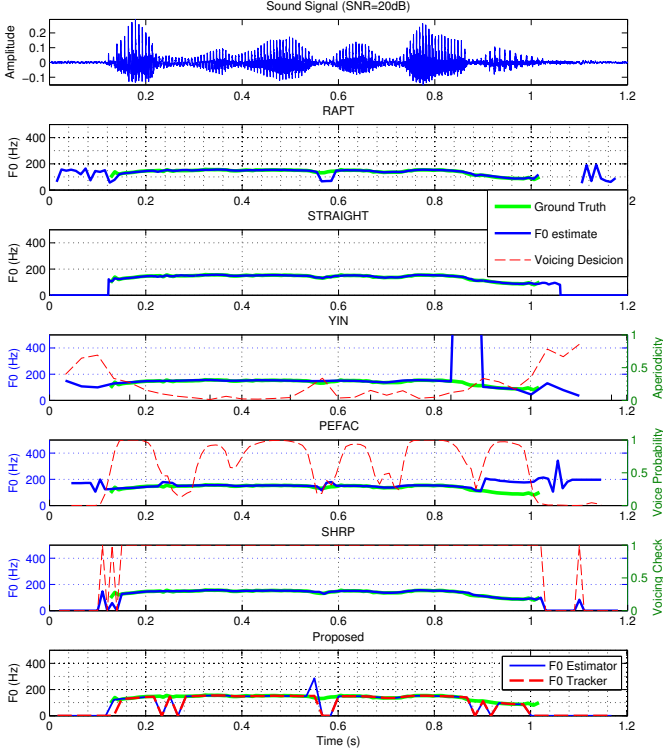 Sound Signal (SNR=20dB)
Amplitude
0.2
0.1
0
−0.1
0.2 0.4 0.6 0.8 1 1.2
RAPT
F0 (Hz)
400
200
0
0 0.2 0.4 0.6 0.8 1 1.2
Ground Truth
F0 estimate
Voicing Desicion
STRAIGHT
F0 (Hz)
400
200
0
0 0.2 0.4 0.6 0.8 1 1.2
YIN
F0 (Hz)
400
200
0
1
0.5
0
Aperiodicity
0 0.2 0.4 0.6 0.8 1 1.2
PEFAC
F0 (Hz)
400
200
0
1
0.5
0
Voice Probability
0 0.2 0.4 0.6 0.8 1 1.2
SHRP
F0 (Hz)
400
200
0
1
0.5
0
Voicing Check
0 0.2 0.4 0.6 0.8 1 1.2
Proposed
F0 (Hz)
400
200
0
F0 Estimator
F0 Tracker
0 0.2 0.4 0.6 0.8 1 1.2
Time (s)